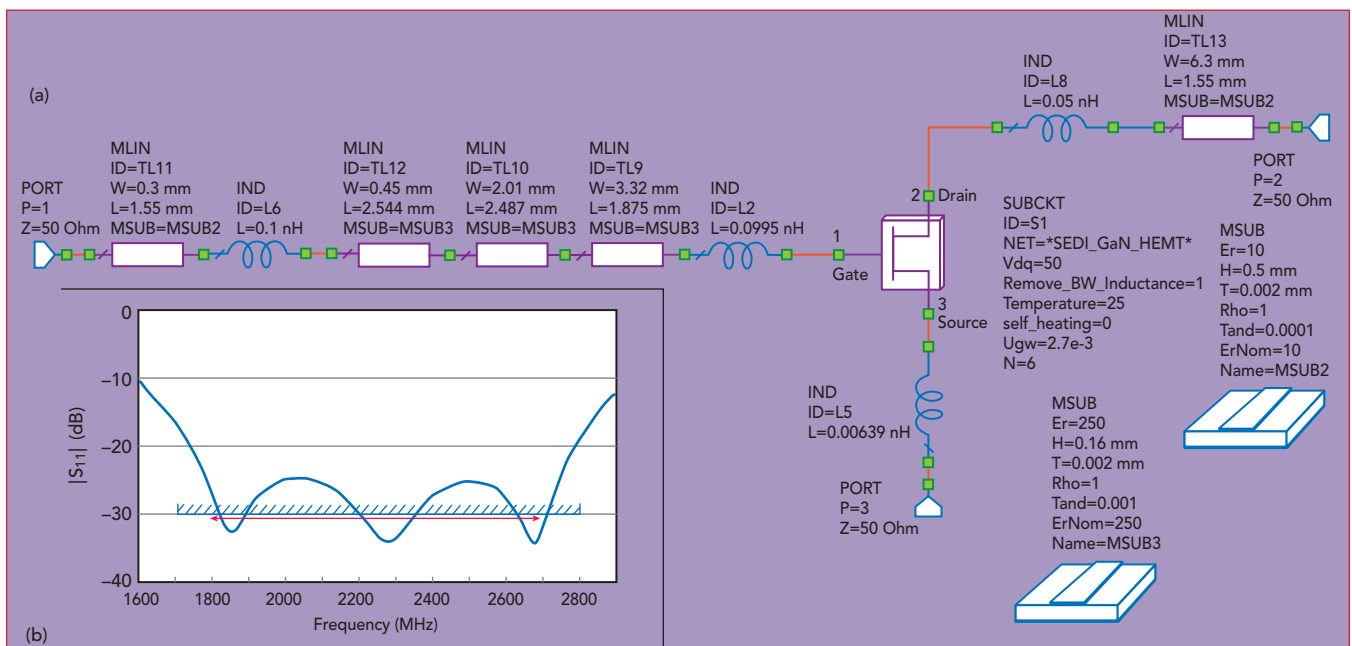 (a)
PORT
P=1
Z=50 Ohm
MLIN
ID=TL11
W=0.3 mm
L=1.55 mm
MSUB=MSUB2
IND
ID=L6
L=0.1 nH
MLIN
ID=TL12
W=0.45 mm
L=2.544 mm
MSUB=MSUB3
MLIN
ID=TL10
W=2.01 mm
L=2.487 mm
MSUB=MSUB3
MLIN
ID=TL9
W=3.32 mm
L=1.875 mm
MSUB=MSUB3
IND
ID=L2
L=0.0995 nH
1
Gate
2 Drain
3
Source
IND
ID=L8
L=0.05 nH
MLIN
ID=TL13
W=6.3 mm
L=1.55 mm
MSUB=MSUB2
PORT
P=2
Z=50 Ohm
SUBCKT
ID=S1
NET=*SEDI_GaN_HEMT*
Vdq=50
Remove_BW_Inductance=1
Temperature=25
self_heating=0
Ugw=2.7e-3
N=6
MSUB
Er=10
H=0.5 mm
T=0.002 mm
Rho=1
Tand=0.0001
ErNom=10
Name=MSUB2
IND
ID=L5
L=0.00639 nH
PORT
P=3
Z=50 Ohm
MSUB
Er=250
H=0.16 mm
T=0.002 mm
Rho=1
Tand=0.001
ErNom=250
Name=MSUB3
|S11| (dB)
0
–10
–20
–30
–40
1600 1800 2000 2200 2400 2600 2800
Frequency (MHz)
(b)